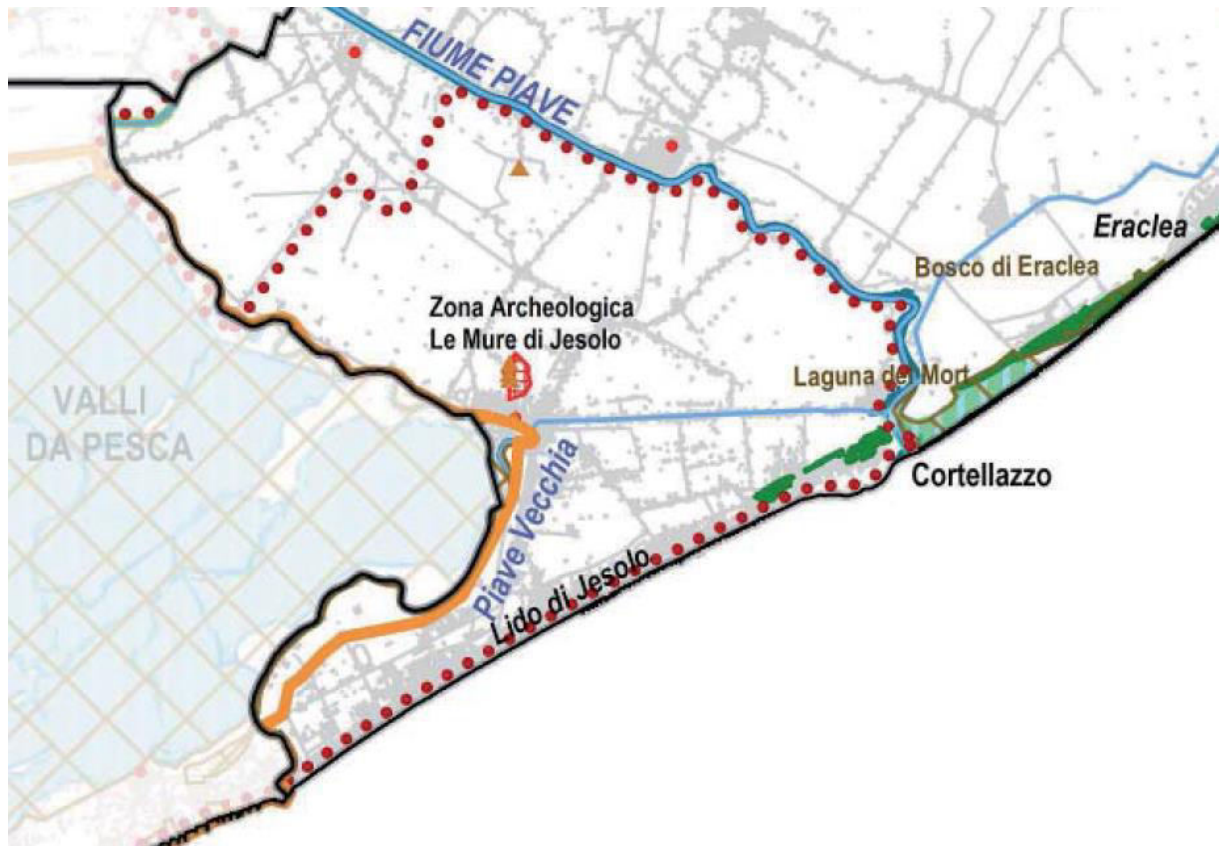 FIUME PIAVE
Eraclea
Bosco di Eraclea
Zona Archeologica
Le Mure di Jesolo
Laguna del Mort
VALLI
DA PESCA
Piave Vecchia
Cortellazzo
Lido di Jesolo